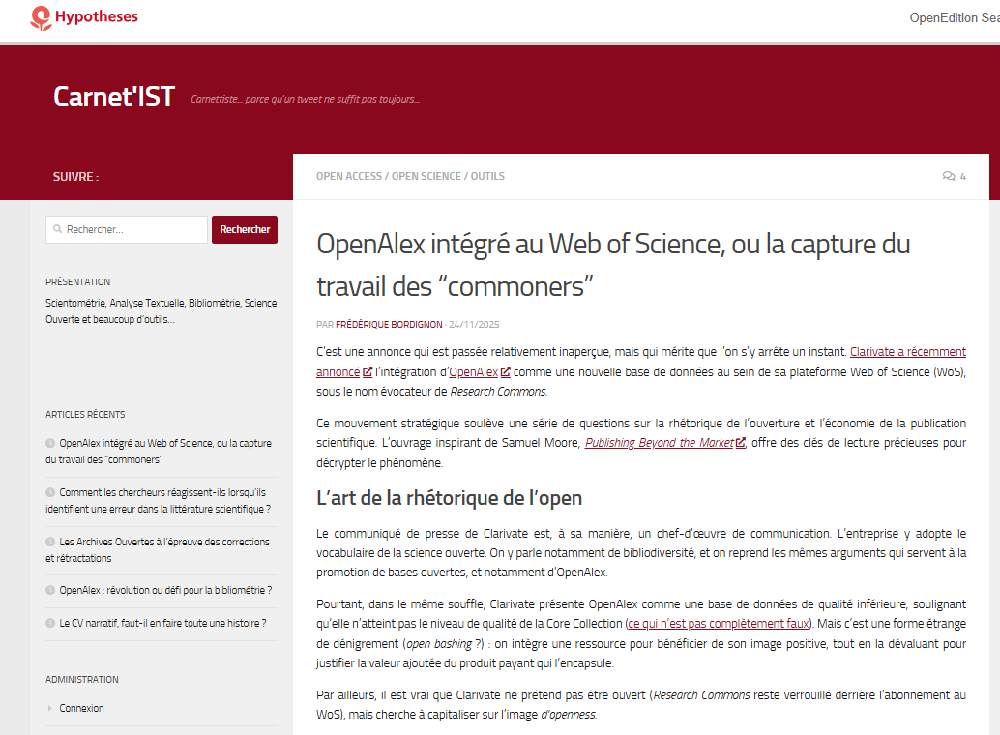 Hypotheses
OpenEdition Sea
Carnet'IST
Carnettiste... parce qu'un tweet ne suffit pas toujours...
SUIVRE :
OPEN ACCESS / OPEN SCIENCE / OUTILS
4
Rechercher...
Rechercher
PRÉSENTATION
Scientométrie, Analyse Textuelle, Bibliométrie, Science
Ouverte et beaucoup d'outils...
ARTICLES RÉCENTS
OpenAlex intégré au Web of Science, ou la capture
du travail des “commoners”
Comment les chercheurs réagissent-ils lorsqu'ils
identifient une erreur dans la littérature scientifique ?
Les Archives Ouvertes à l'épreuve des corrections
et rétractations
OpenAlex : révolution ou défi pour la bibliométrie ?
Le CV narratif, faut-il en faire toute une histoire ?
ADMINISTRATION
Connexion
OpenAlex intégré au Web of Science, ou la capture du
travail des “commoners”
PAR FRÉDÉRIQUE BORDIGNON · 24/11/2025
C'est une annonce qui est passée relativement inaperçue, mais qui mérite que l'on s'y arrête un instant. Clarivate a récemment
annoncé l'intégration d'OpenAlex comme une nouvelle base de données au sein de sa plateforme Web of Science (WoS),
sous le nom évocateur de Research Commons.
Ce mouvement stratégique soulève une série de questions sur la rhétorique de l'ouverture et l'économie de la publication
scientifique. L'ouvrage inspirant de Samuel Moore, Publishing Beyond the Market, offre des clés de lecture précieuses pour
décrypter le phénomène.
L'art de la rhétorique de l'open
Le communiqué de presse de Clarivate est, à sa manière, un chef-d'œuvre de communication. L'entreprise y adopte le
vocabulaire de la science ouverte. On y parle notamment de bibliodiversité, et on reprend les mêmes arguments qui servent à la
promotion de bases ouvertes, et notamment d'OpenAlex.
Pourtant, dans le même souffle, Clarivate présente OpenAlex comme une base de données de qualité inférieure, soulignant
qu'elle n'atteint pas le niveau de qualité de la Core Collection (ce qui n'est pas complètement faux). Mais c'est une forme étrange
de dénigrement (open bashing ?) : on intègre une ressource pour bénéficier de son image positive, tout en la dévaluant pour
justifier la valeur ajoutée du produit payant qui l'encapsule.
Par ailleurs, il est vrai que Clarivate ne prétend pas être ouvert (Research Commons reste verrouillé derrière l'abonnement au
WoS), mais cherche à capitaliser sur l'image d'openness.